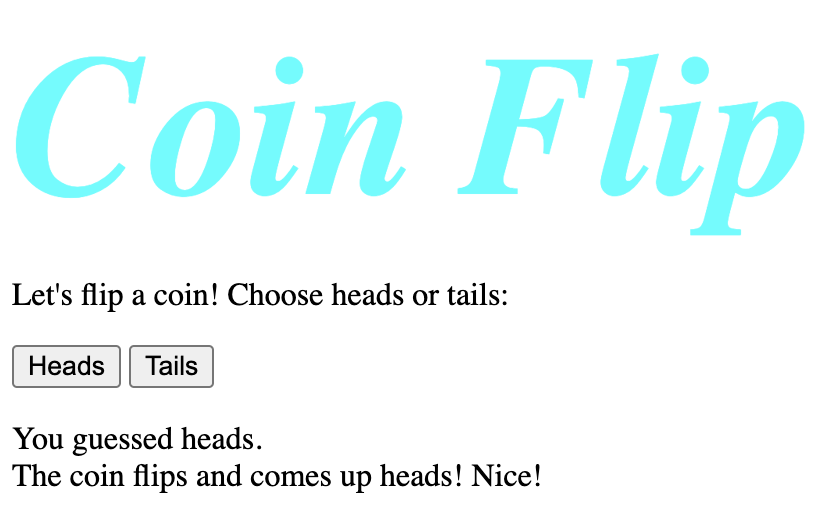 Coin Flip
Let's flip a coin! Choose heads or tails:
Heads Tails
You guessed heads.
The coin flips and comes up heads! Nice!